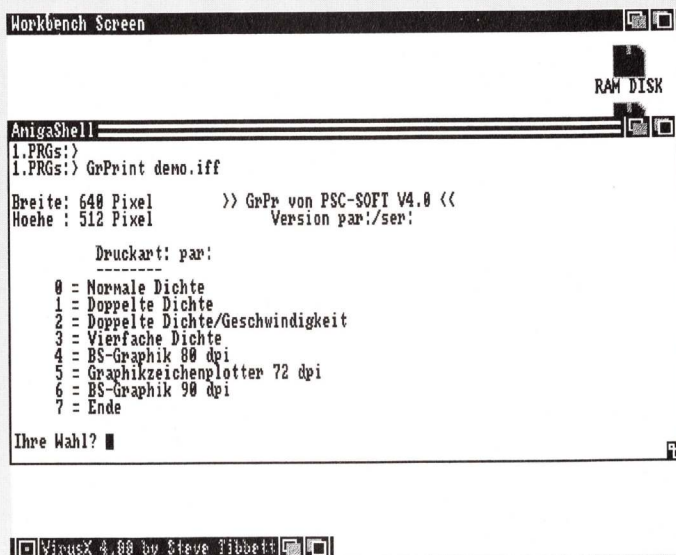 Workbench Screen
RAM DISK
AmigaShell
1.PRGs:>
1.PRGs:> GrPrint demo.iff
Breite: 640 Pixel >> GrPr von PSC-SOFT V4.0 <<
Hoehe : 512 Pixel Version par:/ser:
Druckart: par:
--------
0 = Normale Dichte
1 = Doppelte Dichte
2 = Doppelte Dichte/Geschwindigkeit
3 = Vierfache Dichte
4 = BS-Graphik 80 dpi
5 = Graphikzeichenplotter 72 dpi
6 = BS-Graphik 90 dpi
7 = Ende
Ihre Wahl?
VirusX 4.00 by Steve Tibbett